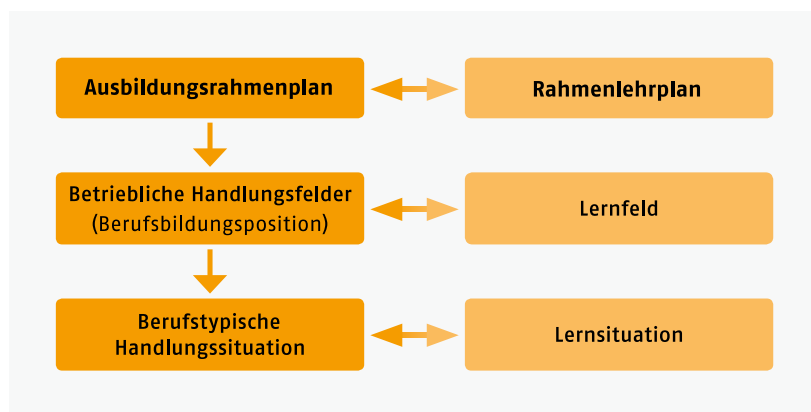 Ausbildungsrahmenplan
Rahmenlehrplan
Betriebliche Handlungsfelder
(Berufsbildungsposition)
Lernfeld
Berufstypische
Handlungssituation
Lernsituation